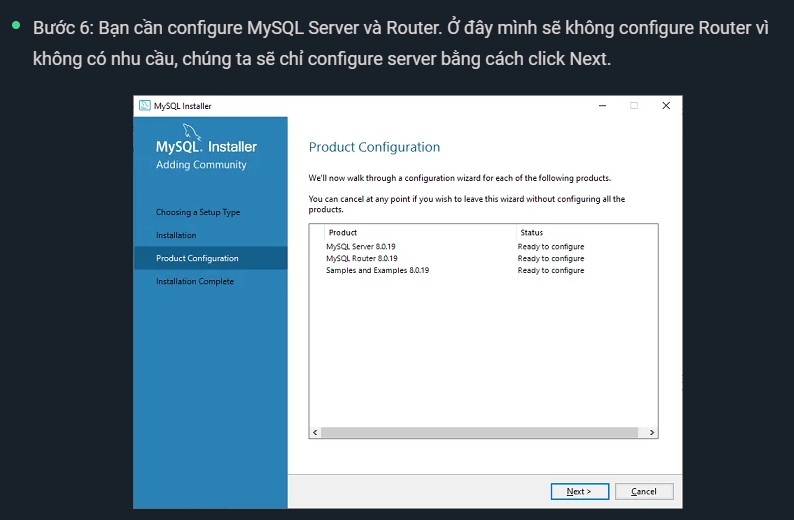 Bước 6: Bạn cần configure MySQL Server và Router. Ở đây mình sẽ không configure Router vì
không có nhu cầu, chúng ta sẽ chỉ configure server bằng cách click Next.
MySQL Installer
MySQL. Installer
Adding Community
Choosing a Setup Type
Installation
Product Configuration
Installation Complete
Product Configuration
We'll now walk through a configuration wizard for each of the following products.
You can cancel at any point if you wish to leave this wizard without configuring all the
products.
Product Status
MySQL Server 8.0.19 Ready to configure
MySQL Router 8.0.19 Ready to configure
Samples and Examples 8.0.19 Ready to configure
Next > Cancel